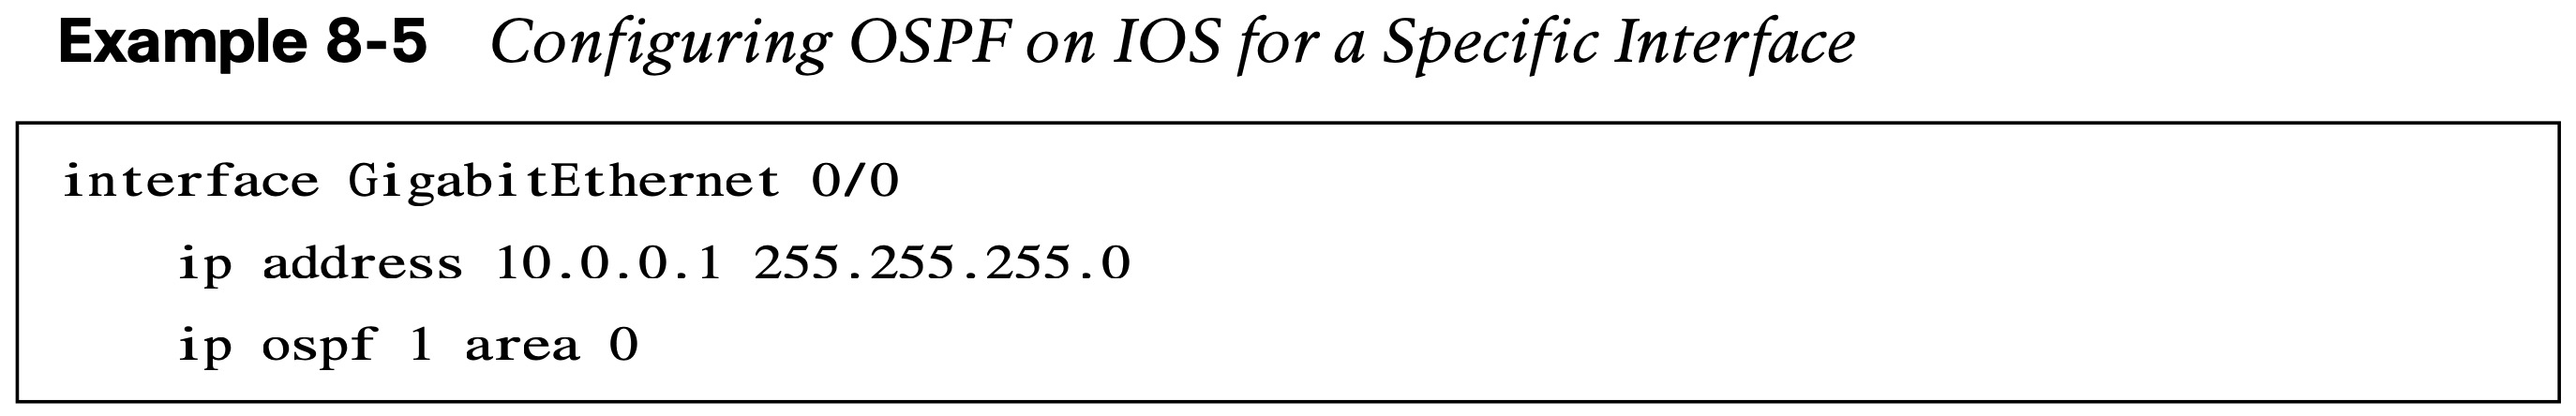 Example 8-5 Configuring OSPF on IOS for a Specific Interface
interface GigabitEthernet 0/0
ip address 10.0.0.1 255.255.255.0
ip ospf 1 area 0